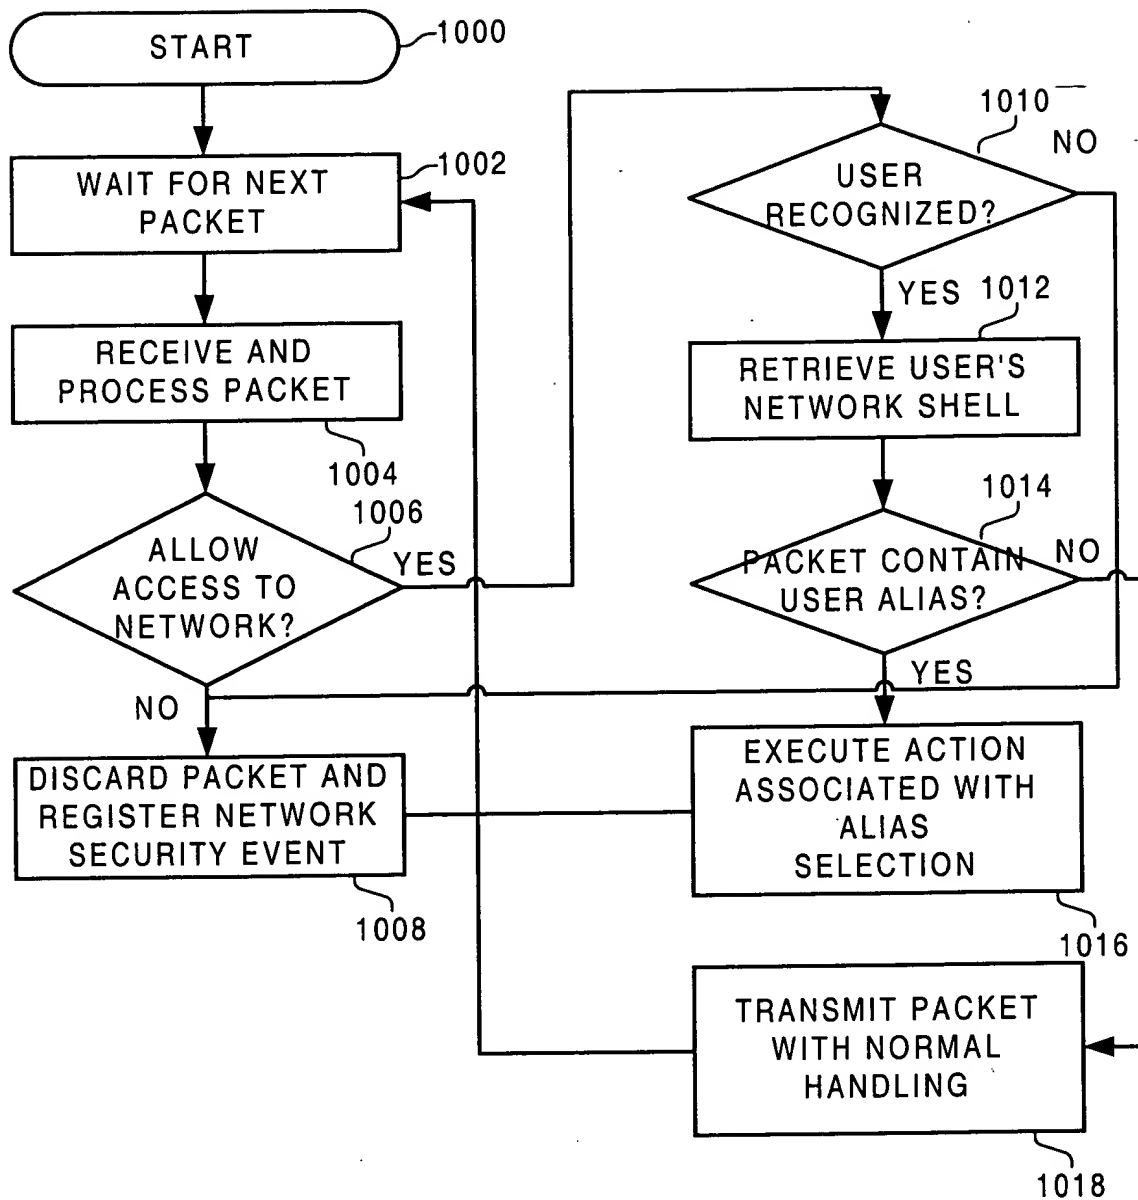 START
1000
WAIT FOR NEXT
PACKET
1002
RECEIVE AND
PROCESS PACKET
1004
ALLOW
ACCESS TO
NETWORK?
1006
YES
NO
DISCARD PACKET AND
REGISTER NETWORK
SECURITY EVENT
1008
USER
RECOGNIZED?
1010
NO
YES
RETRIEVE USER'S
NETWORK SHELL
1012
PACKET CONTAIN
USER ALIAS?
1014
NO
YES
EXECUTE ACTION
ASSOCIATED WITH
ALIAS
SELECTION
1016
TRANSMIT PACKET
WITH NORMAL
HANDLING
1018